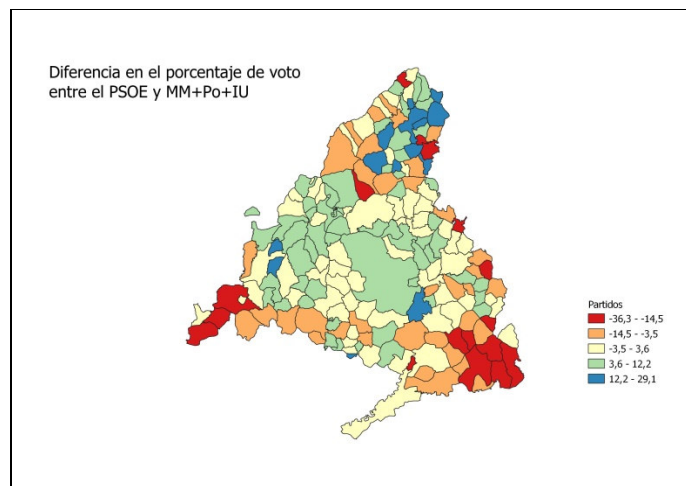 Diferencia en el porcentaje de voto
entre el PSOE y MM+Po+IU
Partidos
-36,3 - -14,5
-14,5 - -3,5
-3,5 - 3,6
3,6 - 12,2
12,2 - 29,1